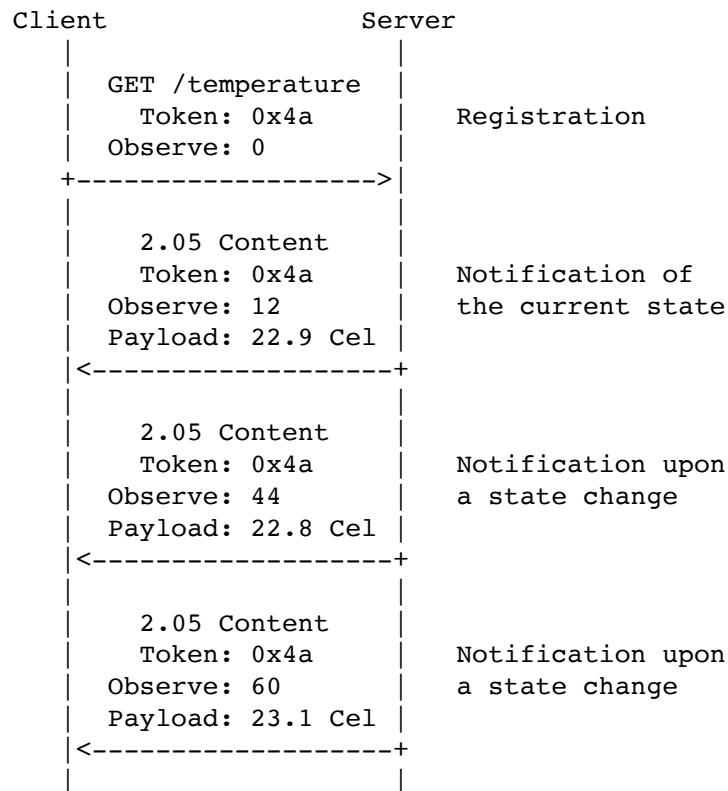 Client Server
GET /temperature
Token: 0x4a Registration
Observe: 0
2.05 Content
Token: 0x4a Notification of
Observe: 12 the current state
Payload: 22.9 Cel
2.05 Content
Token: 0x4a Notification upon
Observe: 44 a state change
Payload: 22.8 Cel
2.05 Content
Token: 0x4a Notification upon
Observe: 60 a state change
Payload: 23.1 Cel